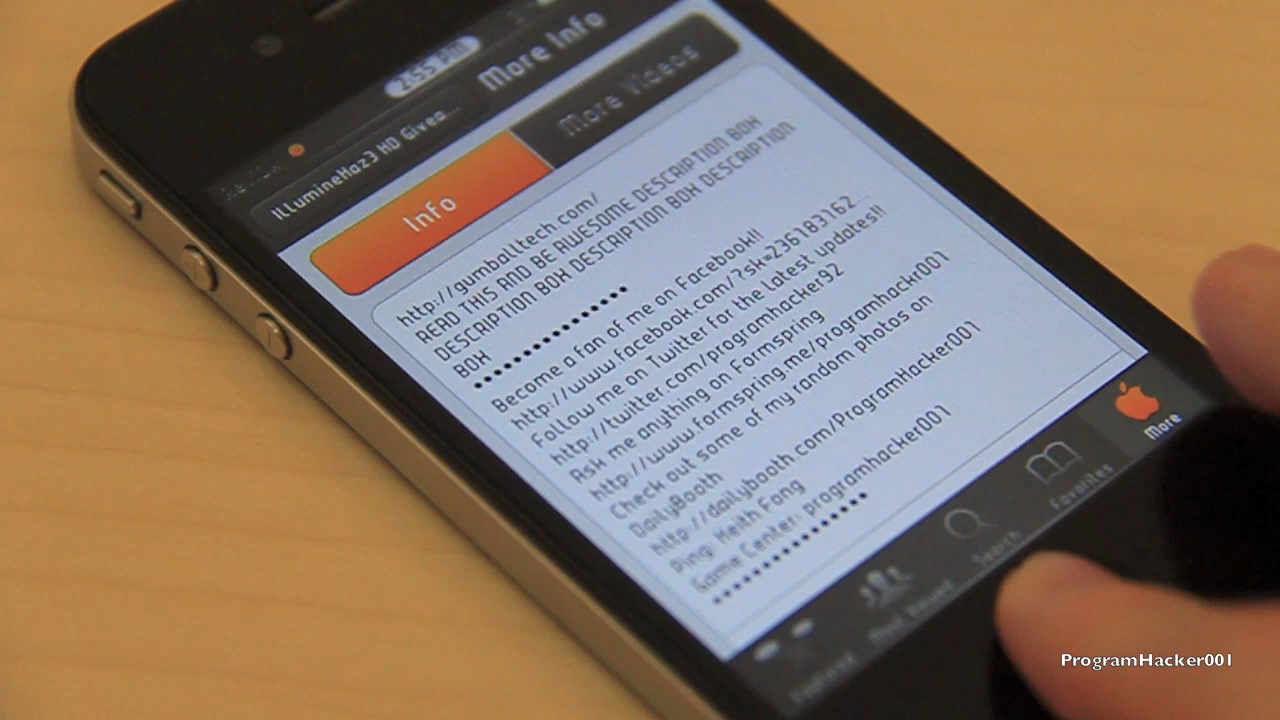 2:55 PM
More Info
ILLumineHaz3 HD Givea...
Info
More Videos
http://gumballtech.com/
READ THIS AND BE AWESOME DESCRIPTION BOX
DESCRIPTION BOX DESCRIPTION BOX DESCRIPTION
BOX
••••••••••••••••
Become a fan of me on Facebook!!
http://www.facebook.com/?sk=236183162...
Follow me on Twitter for the latest updates!!
http://twitter.com/programhacker92
Ask me anything on Formspring
http://www.formspring.me/programhacker001
Check out some of my random photos on
DailyBooth
http://dailybooth.com/ProgramHacker001
Ping: Keith Fong
Game Center: programhacker001
••••••••••••••••
Featured
Most Viewed
Search
Favorites
More
ProgramHacker001